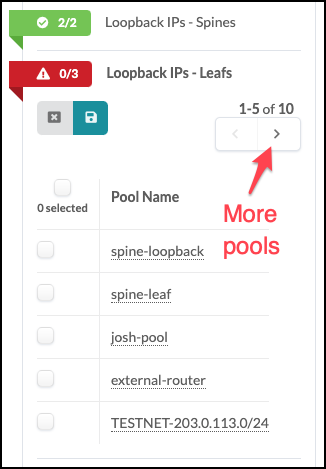 2/2 Loopback IPs - Spines
0/3 Loopback IPs - Leafs
1-5 of 10
More
pools
0 selected
Pool Name
spine-loopback
spine-leaf
josh-pool
external-router
TESTNET-203.0.113.0/24